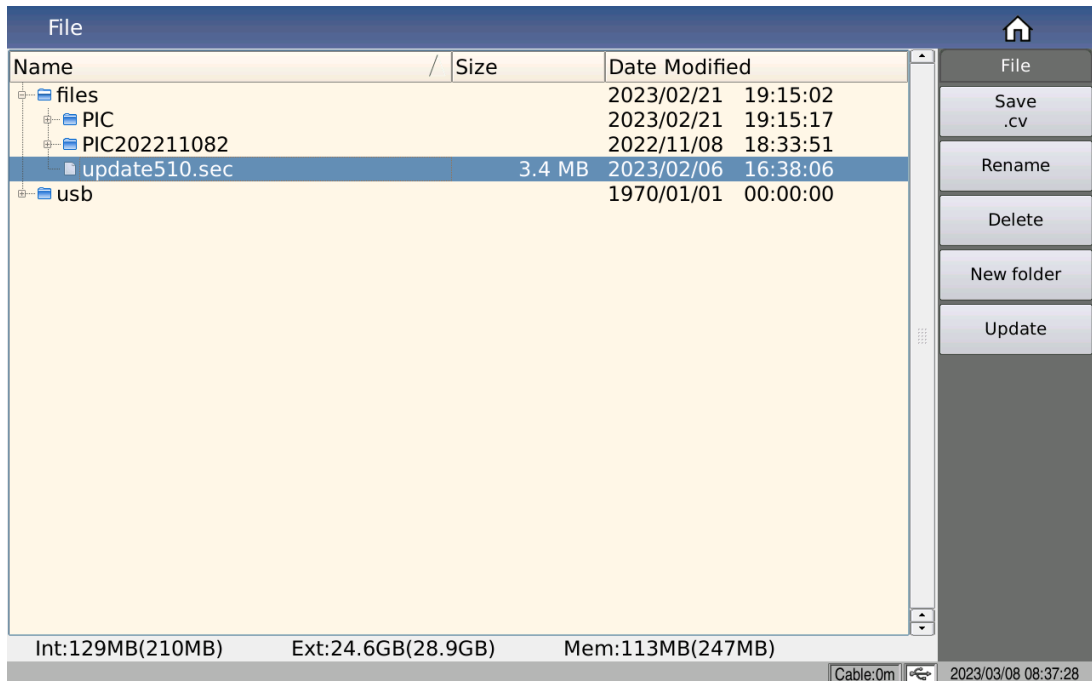 File
Name / Size Date Modified
files 2023/02/21 19:15:02
PIC 2023/02/21 19:15:17
PIC202211082 2022/11/08 18:33:51
update510.sec 3.4 MB 2023/02/06 16:38:06
usb 1970/01/01 00:00:00
File
Save
.cv
Rename
Delete
New folder
Update
Int:129MB(210MB) Ext:24.6GB(28.9GB) Mem:113MB(247MB)
Cable:0m 2023/03/08 08:37:28